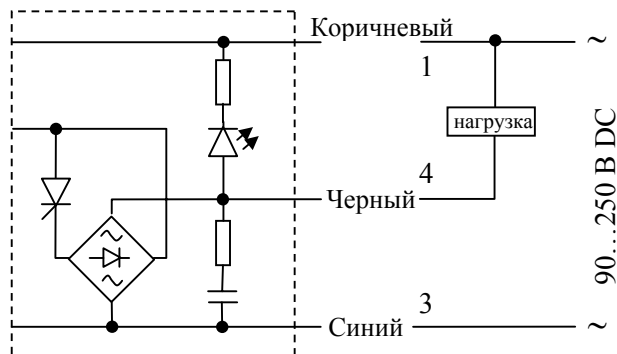 Коричневый
~
1
нагрузка
4
Черный
90…250 В DC
3
Синий
~
~
~